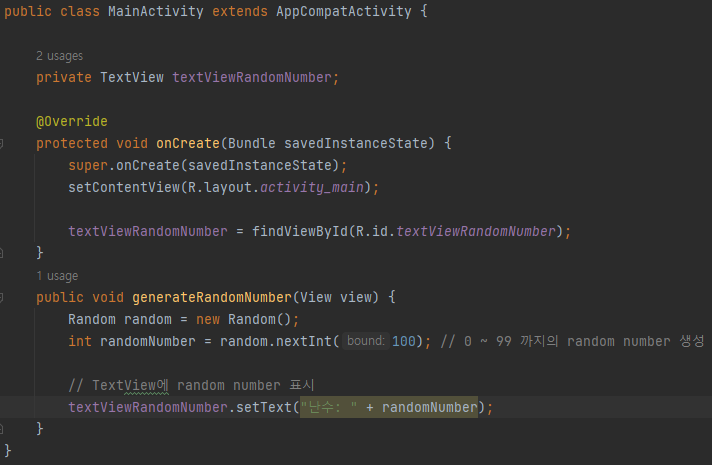 public class MainActivity extends AppCompatActivity {
2 usages
private TextView textViewRandomNumber;
@Override
protected void onCreate(Bundle savedInstanceState) {
super.onCreate(savedInstanceState);
setContentView(R.layout.activity_main);
textViewRandomNumber = findViewById(R.id.textViewRandomNumber);
}
1 usage
public void generateRandomNumber(View view) {
Random random = new Random();
int randomNumber = random.nextInt( bound: 100); // 0 ~ 99 까지의 random number 생성
// TextView에 random number 표시
textViewRandomNumber.setText("난수: " + randomNumber);
}
}